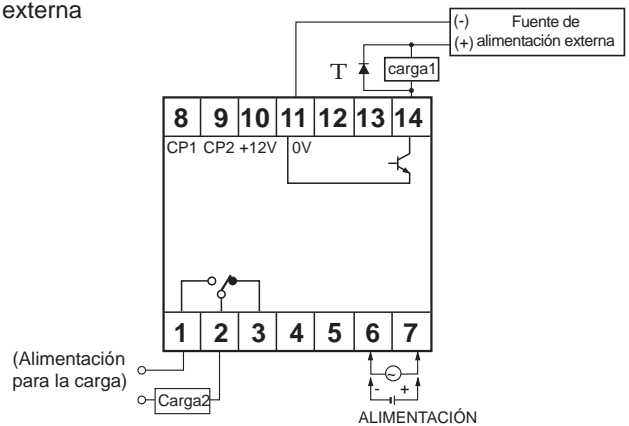 externa
(-) Fuente de
(+) alimentación externa
T carga1
8 9 10 11 12 13 14
CP1 CP2 +12V 0V
1 2 3 4 5 6 7
(Alimentación
para la carga)
Carga2
~
- +
ALIMENTACIÓN